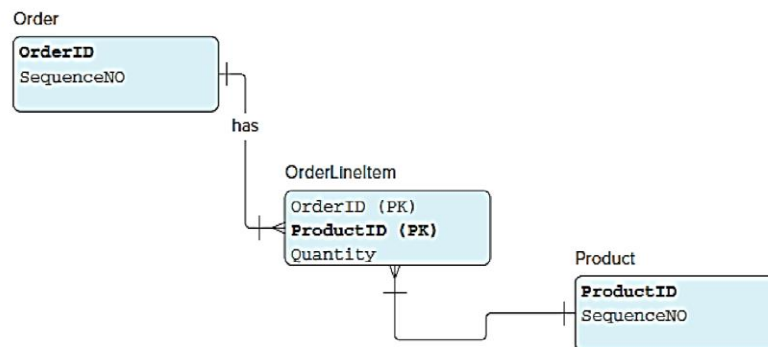 Order
OrderID
SequenceNO
has
OrderLineItem
OrderID (PK)
ProductID (PK)
Quantity
Product
ProductID
SequenceNO